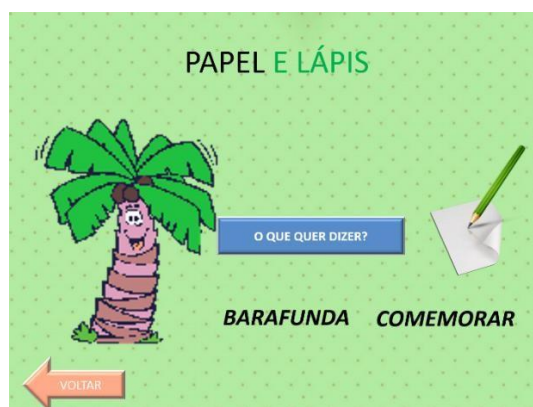 PAPEL E LÁPIS
O QUE QUER DIZER?
BARAFUNDA COMEMORAR
VOLTAR